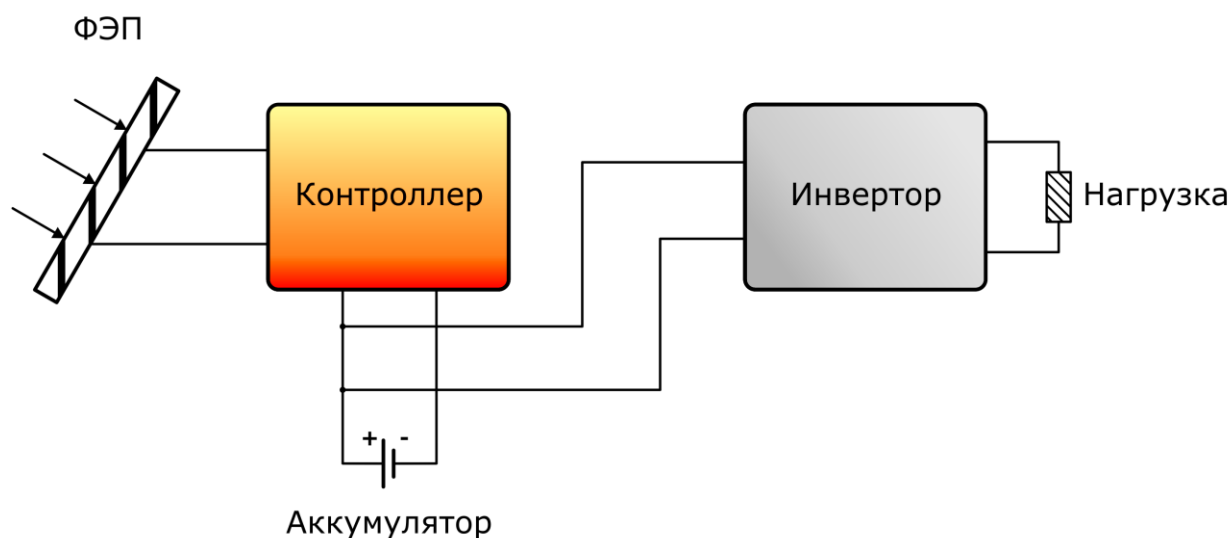 ФЭП
Контроллер
Инвертор
Нагрузка
+ -
Аккумулятор